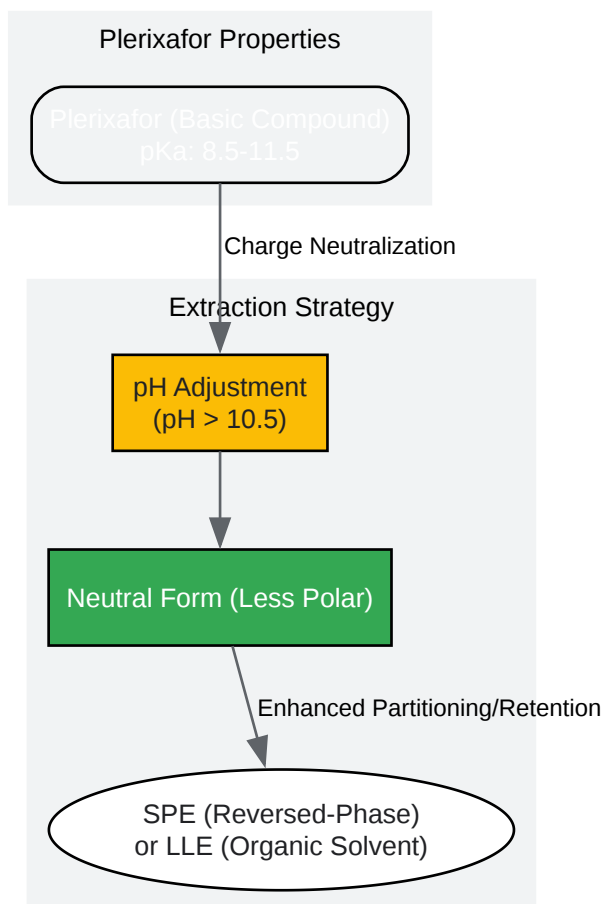 Plerixafor Properties
Plerixafor (Basic Compound)
pKa: 8.5-11.5
Charge Neutralization
Extraction Strategy
pH Adjustment
(pH > 10.5)
Neutral Form (Less Polar)
Enhanced Partitioning/Retention
SPE (Reversed-Phase)
or LLE (Organic Solvent)